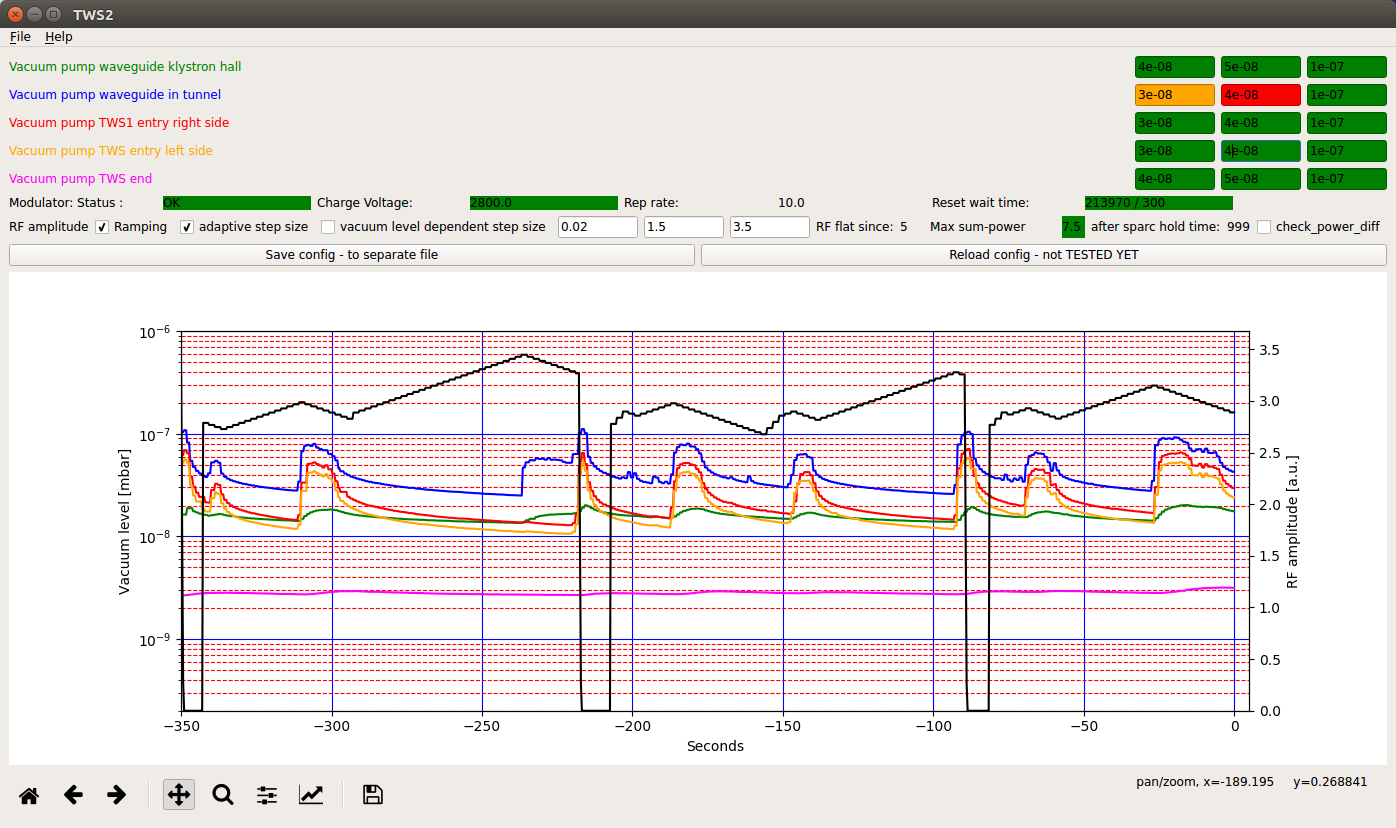 TWS2
File Help
Vacuum pump waveguide klystron hall 4e-08 5e-08 1e-07
Vacuum pump waveguide in tunnel 3e-08 4e-08 1e-07
Vacuum pump TWS1 entry right side 3e-08 4e-08 1e-07
Vacuum pump TWS entry left side 3e-08 4e-08 1e-07
Vacuum pump TWS end 4e-08 5e-08 1e-07
Modulator: Status : OK Charge Voltage: 2800.0 Rep rate: 10.0 Reset wait time: 213970 / 300
RF amplitude Ramping adaptive step size vacuum level dependent step size 0.02 1.5 3.5 RF flat since: 5 Max sum-power 7.5 after sparc hold time: 999 check_power_diff
Save config - to separate file Reload config - not TESTED YET
Vacuum level [mbar]
10⁻⁶
10⁻⁷
10⁻⁸
10⁻⁹
3.5
3.0
2.5
2.0
1.5
1.0
0.5
0.0
RF amplitude [a.u.]
−350 −300 −250 −200 −150 −100 −50 0
Seconds
pan/zoom, x=-189.195 y=0.268841